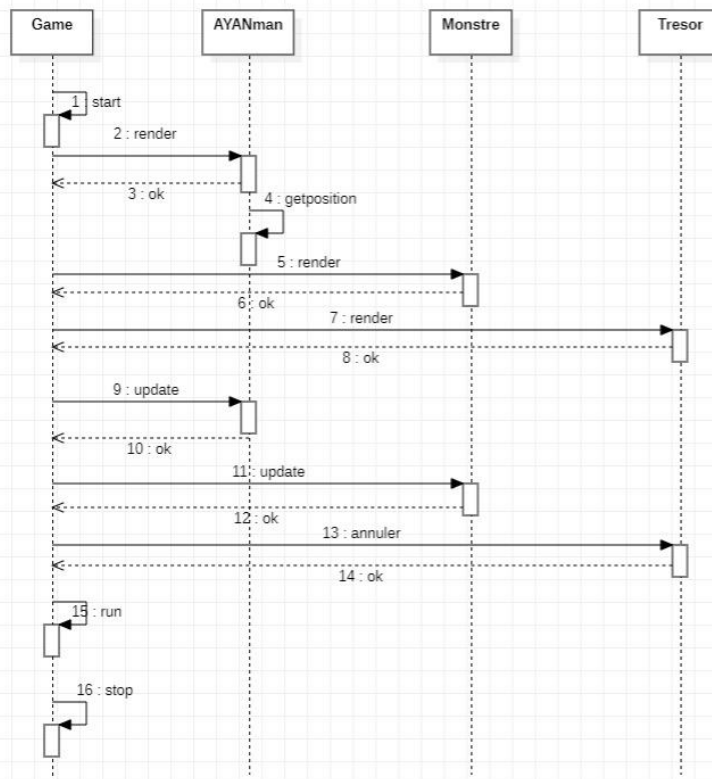 Game
AYANman
Monstre
Tresor
1 : start
2 : render
3 : ok
4 : getposition
5 : render
6 : ok
7 : render
8 : ok
9 : update
10 : ok
11 : update
12 : ok
13 : annuler
14 : ok
15 : run
16 : stop